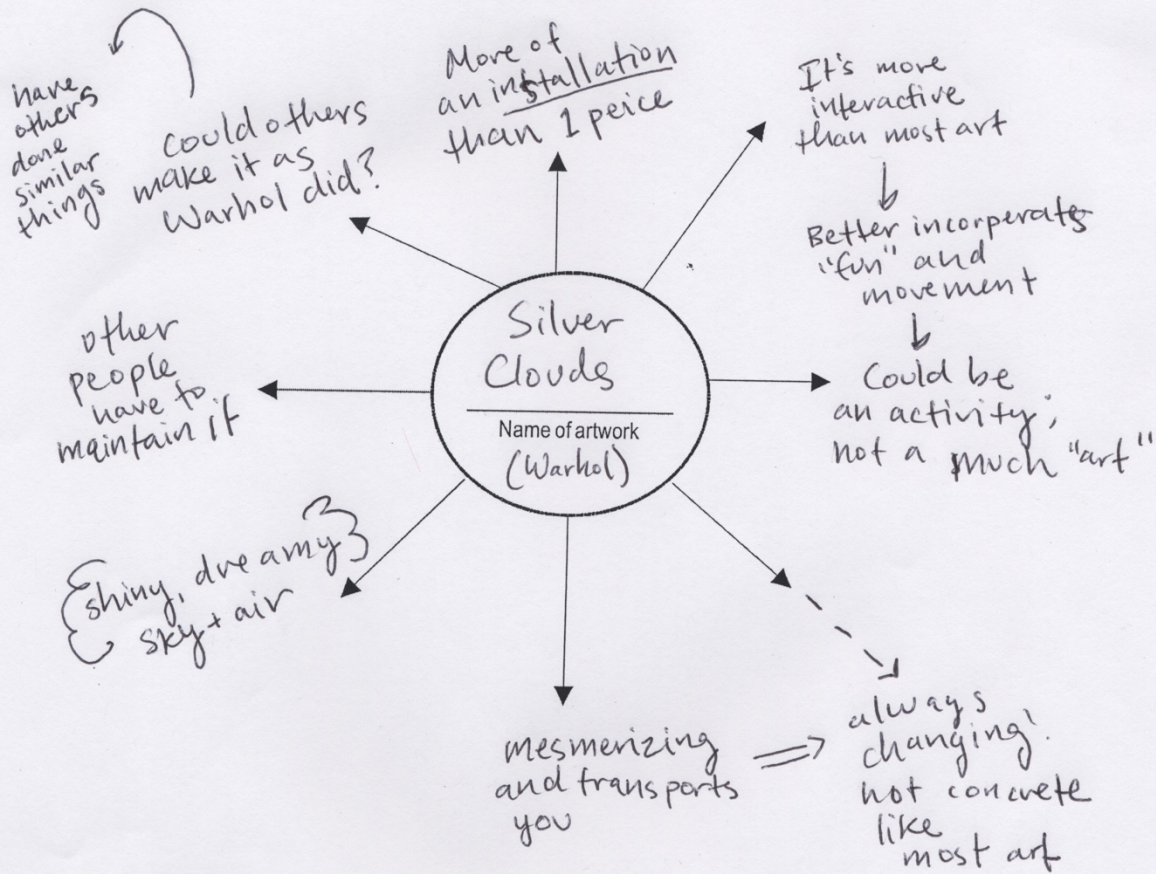 have
others
done
similar
things
could others
make it as
Warhol did?
More of
an installation
than 1 peice
It's more
interactive
than most art
Better incorperates
"fun" and
movement
Could be
an activity,
not a much "art"
Silver
Clouds
Name of artwork
(Warhol)
other
people
have to
maintain it
shiny, dreamy
sky + air
mesmerizing
and transports
you
always
changing!
not concrete
like
most art